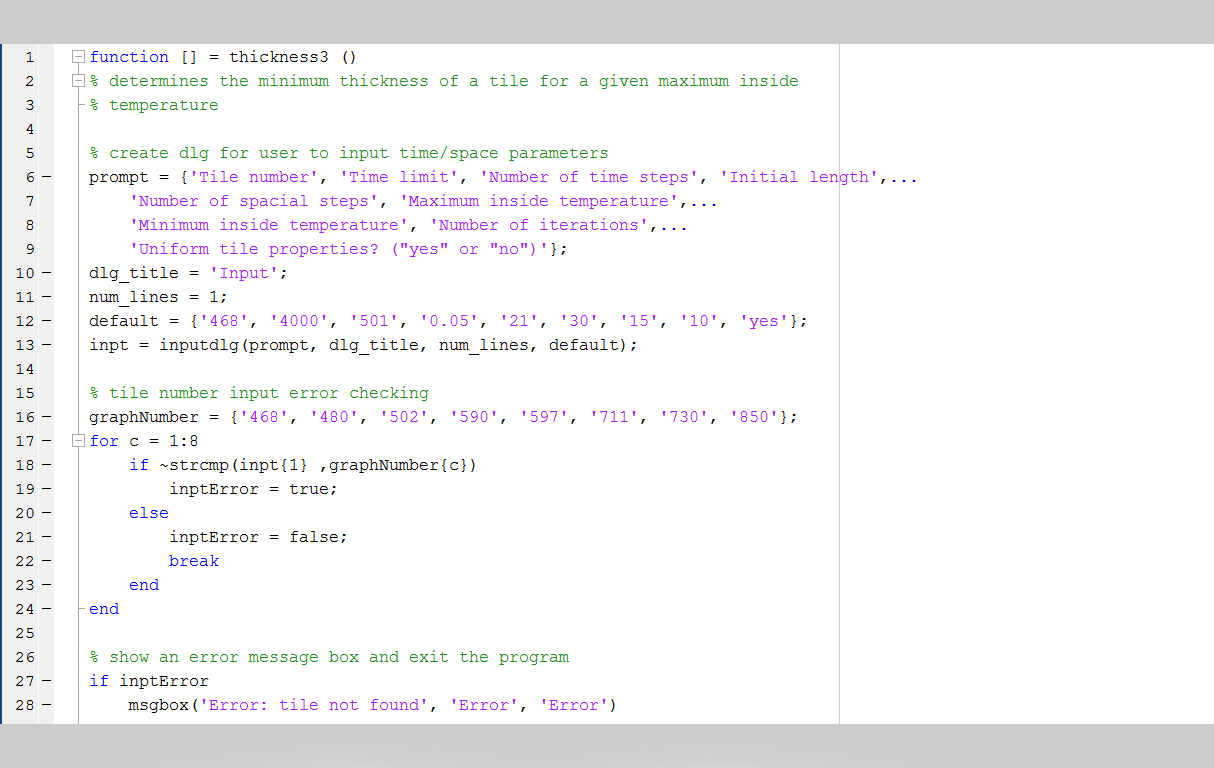 1 function [] = thickness3 ()
2 % determines the minimum thickness of a tile for a given maximum inside
3 % temperature
4
5 % create dlg for user to input time/space parameters
6 – prompt = {'Tile number', 'Time limit', 'Number of time steps', 'Initial length',...
7 'Number of spacial steps', 'Maximum inside temperature',...
8 'Minimum inside temperature', 'Number of iterations',...
9 'Uniform tile properties? ("yes" or "no")'};
10 – dlg_title = 'Input';
11 – num_lines = 1;
12 – default = {'468', '4000', '501', '0.05', '21', '30', '15', '10', 'yes'};
13 – inpt = inputdlg(prompt, dlg_title, num_lines, default);
14
15 % tile number input error checking
16 – graphNumber = {'468', '480', '502', '590', '597', '711', '730', '850'};
17 – for c = 1:8
18 – if ~strcmp(inpt{1} ,graphNumber{c})
19 – inptError = true;
20 – else
21 – inptError = false;
22 – break
23 – end
24 – end
25
26 % show an error message box and exit the program
27 – if inptError
28 – msgbox('Error: tile not found', 'Error', 'Error')